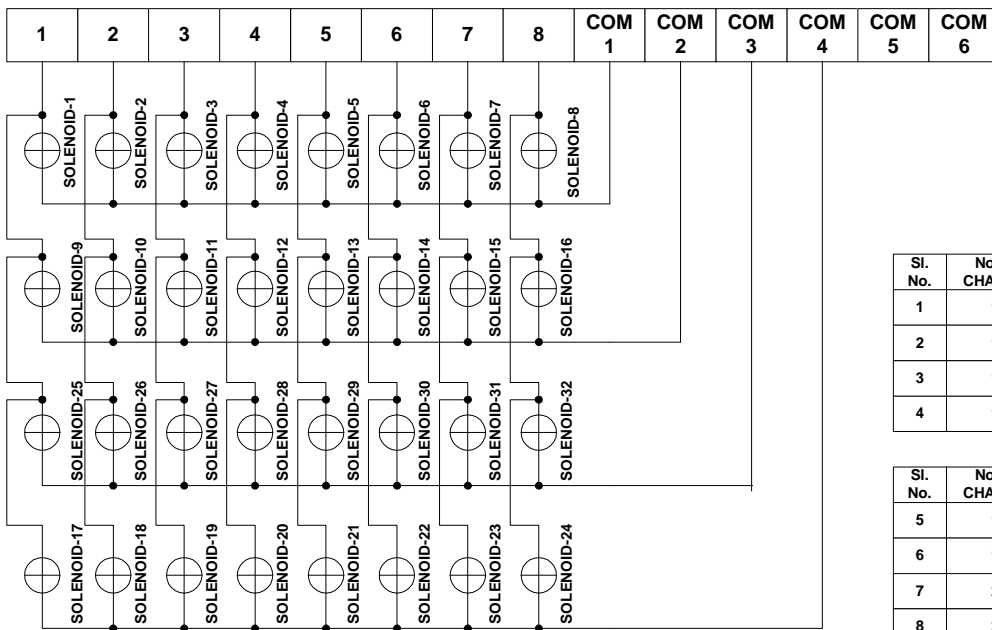 1 2 3 4 5 6 7 8 COM 1 COM 2 COM 3 COM 4 COM 5 COM 6
SOLENOID-1 SOLENOID-2 SOLENOID-3 SOLENOID-4 SOLENOID-5 SOLENOID-6 SOLENOID-7 SOLENOID-8
SOLENOID-9 SOLENOID-10 SOLENOID-11 SOLENOID-12 SOLENOID-13 SOLENOID-14 SOLENOID-15 SOLENOID-16
SOLENOID-25 SOLENOID-26 SOLENOID-27 SOLENOID-28 SOLENOID-29 SOLENOID-30 SOLENOID-31 SOLENOID-32
SOLENOID-17 SOLENOID-18 SOLENOID-19 SOLENOID-20 SOLENOID-21 SOLENOID-22 SOLENOID-23 SOLENOID-24
Sl. No.
1
2
3
4
Sl. No.
5
6
7
8